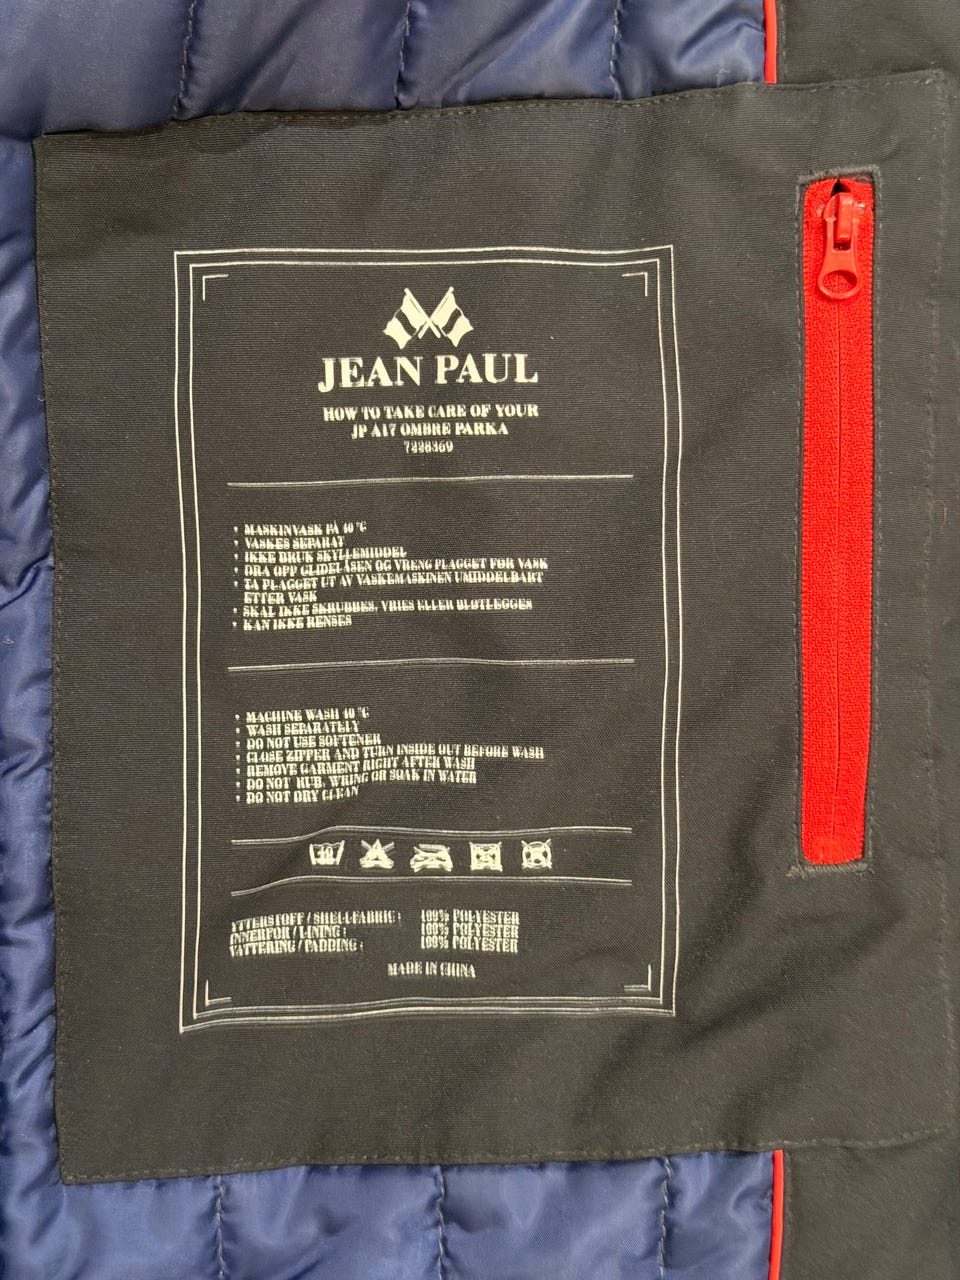 JEAN PAUL
HOW TO TAKE CARE OF YOUR
JP A17 OMBRE PARKA
7228369
• MASKINVASK PÅ 40 °C
• VASKES SEPARAT
• IKKE BRUK SKYLLEMIDDEL
• DRA OPP GLIDELÅSEN OG VRENG PLAGGET FØR VASK
• TA PLAGGET UT AV VASKEMASKINEN UMIDDELBART
ETTER VASK
• SKAL IKKE SKRUBBES, VRIES ELLER BLØTLEGGES
• KAN IKKE RENSES
• MACHINE WASH 40 °C
• WASH SEPARATELY
• DO NOT USE SOFTENER
• CLOSE ZIPPER AND TURN INSIDE OUT BEFORE WASH
• REMOVE GARMENT RIGHT AFTER WASH
• DO NOT RUB, WRING OR SOAK IN WATER
• DO NOT DRY CLEAN
40
YTTERSTOFF / SHELLFABRIC : 100% POLYESTER
INNERFOR / LINING : 100% POLYESTER
VATTERING / PADDING : 100% POLYESTER
MADE IN CHINA